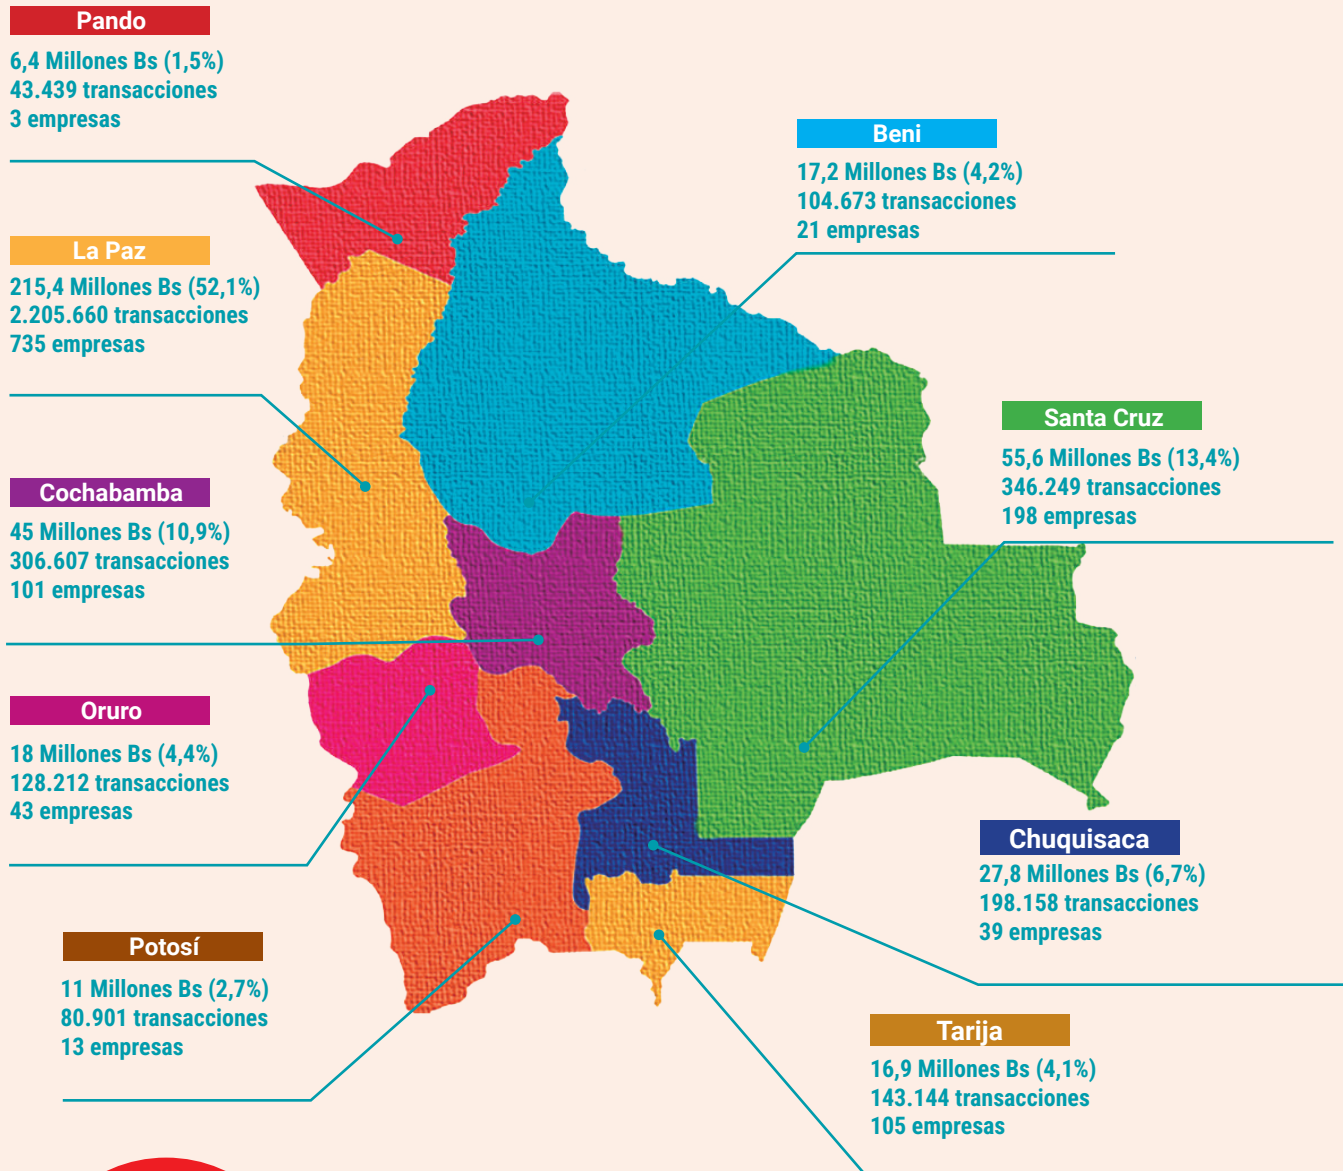 Pando
6,4 Millones Bs (1,5%)
43.439 transacciones
3 empresas
Beni
17,2 Millones Bs (4,2%)
104.673 transacciones
21 empresas
La Paz
215,4 Millones Bs (52,1%)
2.205.660 transacciones
735 empresas
Santa Cruz
55,6 Millones Bs (13,4%)
346.249 transacciones
198 empresas
Cochabamba
45 Millones Bs (10,9%)
306.607 transacciones
101 empresas
Oruro
18 Millones Bs (4,4%)
128.212 transacciones
43 empresas
Chuquisaca
27,8 Millones Bs (6,7%)
198.158 transacciones
39 empresas
Potosí
11 Millones Bs (2,7%)
80.901 transacciones
13 empresas
Tarija
16,9 Millones Bs (4,1%)
143.144 transacciones
105 empresas